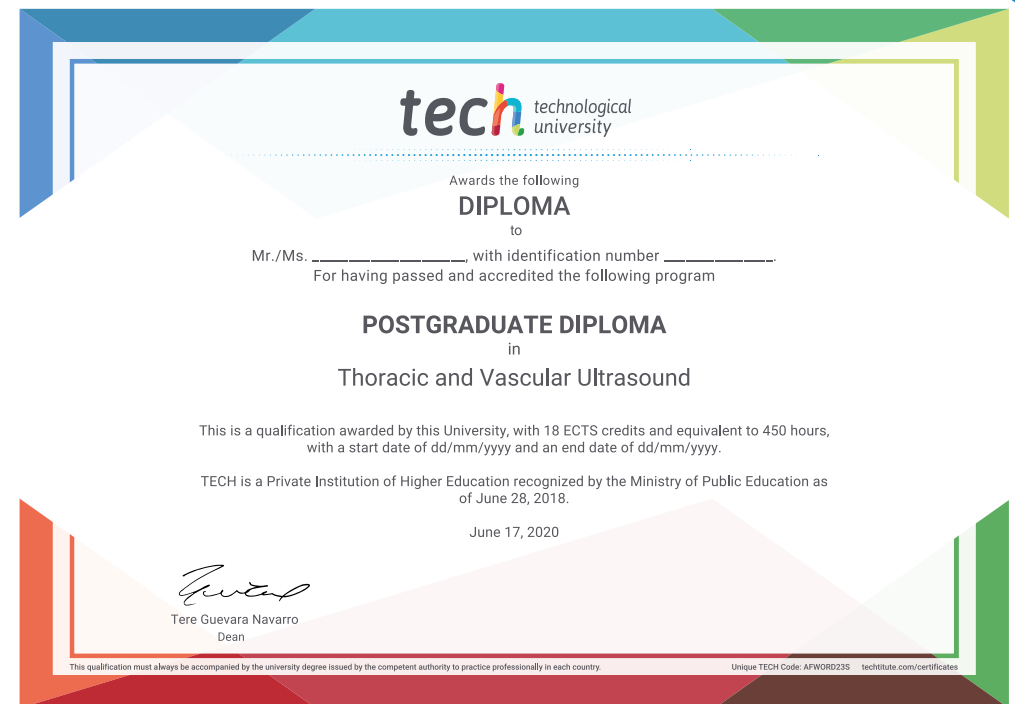 tech technological
university
Awards the following
DIPLOMA
to
Mr./Ms. ________________, with identification number ____________.
For having passed and accredited the following program
POSTGRADUATE DIPLOMA
in
Thoracic and Vascular Ultrasound
This is a qualification awarded by this University, with 18 ECTS credits and equivalent to 450 hours,
with a start date of dd/mm/yyyy and an end date of dd/mm/yyyy.
TECH is a Private Institution of Higher Education recognized by the Ministry of Public Education as
of June 28, 2018.
June 17, 2020
Tere Guevara Navarro
Dean
This qualification must always be accompanied by the university degree issued by the competent authority to practice professionally in each country.
Unique TECH Code: AFWORD23S techtitute.com/certificates